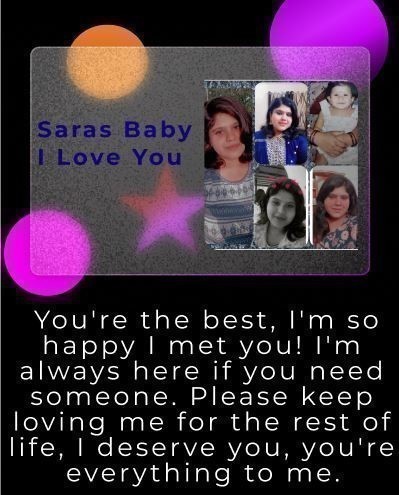 Saras Baby
I Love You
You're the best, I'm so
happy I met you! I'm
always here if you need
someone. Please keep
loving me for the rest of
life, I deserve you, you're
everything to me.